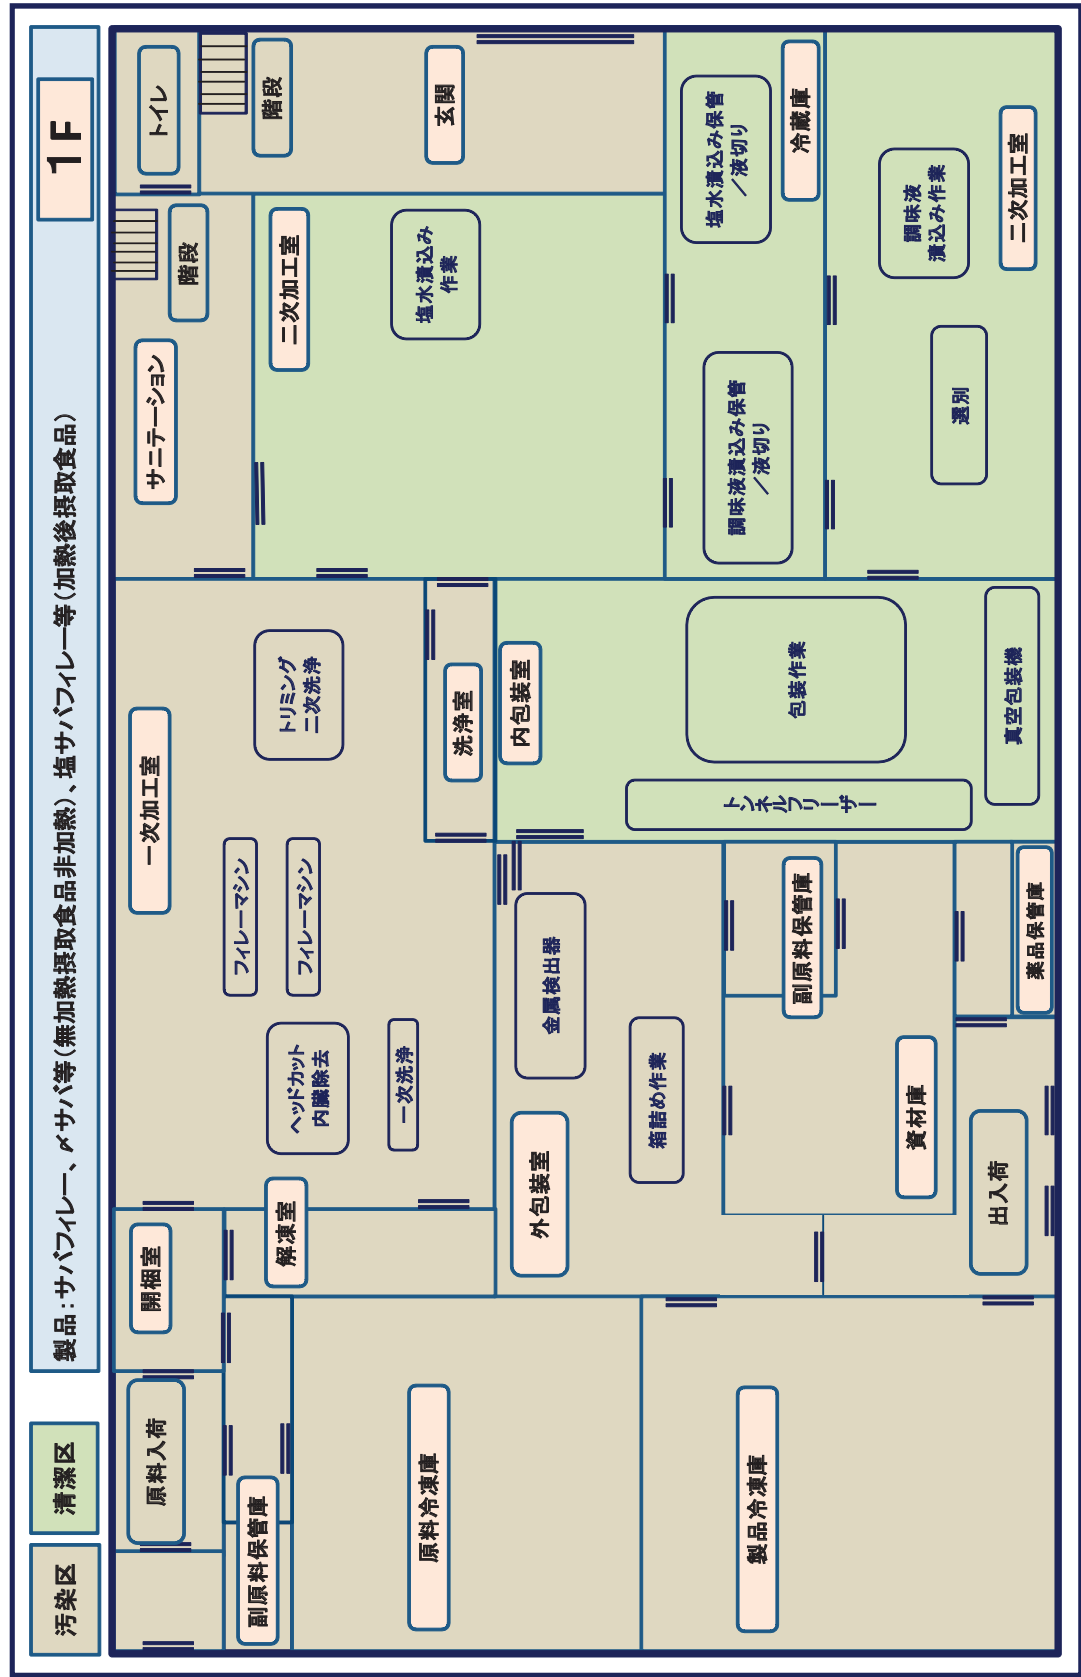 汚染区
清潔区
製品：サバフィレー、〆サバ等（無加熱摂取食品非加熱）、塩サバフィレー等（加熱後摂取食品）
１Ｆ
原料入荷
開梱室
一次加工室
サニテーション
階段
トイレ
副原料保管庫
解凍室
ヘッドカット
内臓除去
フィレーマシン
フィレーマシン
トリミング
二次洗浄
二次加工室
階段
一次洗浄
洗浄室
塩水漬込み
作業
玄関
原料冷凍庫
外包装室
金属検出器
内包装室
箱詰め作業
トンネルフリーザー
包装作業
調味液漬込み保管
／液切り
塩水漬込み保管
／液切り
冷蔵庫
製品冷凍庫
副原料保管庫
資材庫
調味液
漬込み作業
選別
二次加工室
出入荷
薬品保管庫
真空包装機